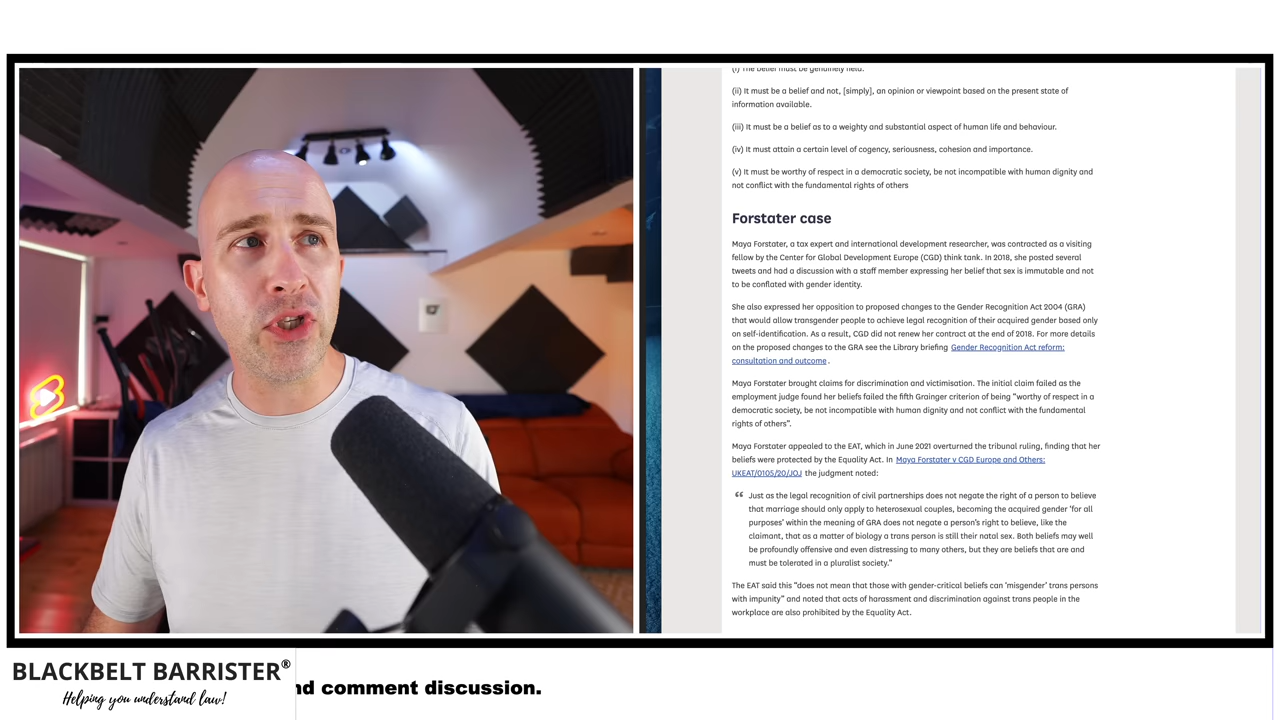 (i) The belief must be genuinely held.
(ii) It must be a belief and not, [simply], an opinion or viewpoint based on the present state of
information available.
(iii) It must be a belief as to a weighty and substantial aspect of human life and behaviour.
(iv) It must attain a certain level of cogency, seriousness, cohesion and importance.
(v) It must be worthy of respect in a democratic society, be not incompatible with human dignity and
not conflict with the fundamental rights of others
Forstater case
Maya Forstater, a tax expert and international development researcher, was contracted as a visiting
fellow by the Center for Global Development Europe (CGD) think tank. In 2018, she posted several
tweets and had a discussion with a staff member expressing her belief that sex is immutable and not
to be conflated with gender identity.
She also expressed her opposition to proposed changes to the Gender Recognition Act 2004 (GRA)
that would allow transgender people to achieve legal recognition of their acquired gender based only
on self-identification. As a result, CGD did not renew her contract at the end of 2018. For more details
on the proposed changes to the GRA see the Library briefing Gender Recognition Act reform:
consultation and outcome.
Maya Forstater brought claims for discrimination and victimisation. The initial claim failed as the
employment judge found her beliefs failed the fifth Grainger criterion of being “worthy of respect in a
democratic society, be not incompatible with human dignity and not conflict with the fundamental
rights of others”.
Maya Forstater appealed to the EAT, which in June 2021 overturned the tribunal ruling, finding that her
beliefs were protected by the Equality Act. In Maya Forstater v CGD Europe and Others:
UKEAT/0105/20/JOJ the judgment noted:
“ Just as the legal recognition of civil partnerships does not negate the right of a person to believe
that marriage should only apply to heterosexual couples, becoming the acquired gender ‘for all
purposes’ within the meaning of GRA does not negate a person’s right to believe, like the
claimant, that as a matter of biology a trans person is still their natal sex. Both beliefs may well
be profoundly offensive and even distressing to many others, but they are beliefs that are and
must be tolerated in a pluralist society.”
The EAT said this “does not mean that those with gender-critical beliefs can ‘misgender’ trans persons
with impunity” and noted that acts of harassment and discrimination against trans people in the
workplace are also prohibited by the Equality Act.
BLACKBELT BARRISTER®
Helping you understand law!
nd comment discussion.